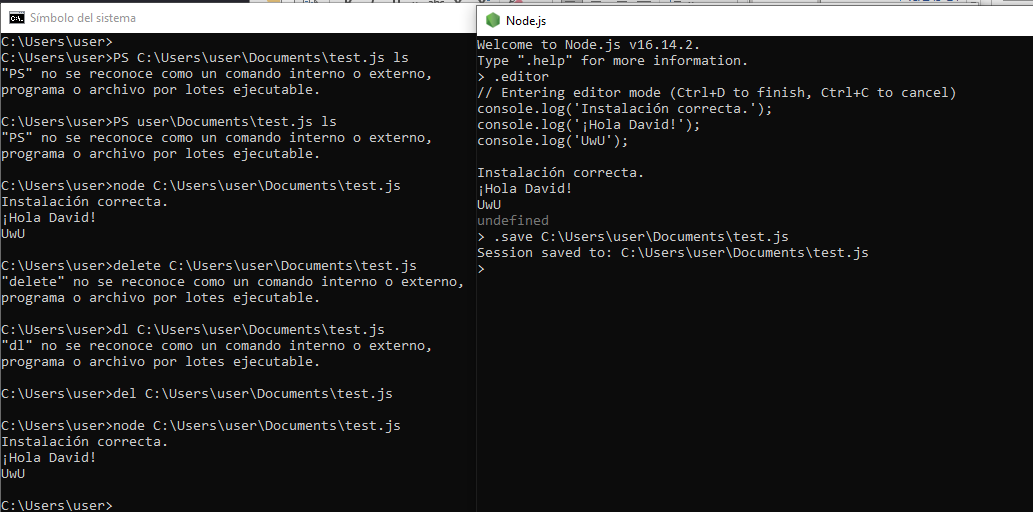 Símbolo del sistema
C:\Users\user>
C:\Users\user>PS C:\Users\user\Documents\test.js ls
"PS" no se reconoce como un comando interno o externo,
programa o archivo por lotes ejecutable.
C:\Users\user>PS user\Documents\test.js ls
"PS" no se reconoce como un comando interno o externo,
programa o archivo por lotes ejecutable.
C:\Users\user>node C:\Users\user\Documents\test.js
Instalación correcta.
¡Hola David!
UwU
C:\Users\user>delete C:\Users\user\Documents\test.js
"delete" no se reconoce como un comando interno o externo,
programa o archivo por lotes ejecutable.
C:\Users\user>dl C:\Users\user\Documents\test.js
"dl" no se reconoce como un comando interno o externo,
programa o archivo por lotes ejecutable.
C:\Users\user>del C:\Users\user\Documents\test.js
C:\Users\user>node C:\Users\user\Documents\test.js
Instalación correcta.
¡Hola David!
UwU
C:\Users\user>
Node.js
Welcome to Node.js v16.14.2.
Type ".help" for more information.
> .editor
// Entering editor mode (Ctrl+D to finish, Ctrl+C to cancel)
console.log('Instalación correcta.');
console.log('¡Hola David!');
console.log('UwU');
Instalación correcta.
¡Hola David!
UwU
undefined
> .save C:\Users\user\Documents\test.js
Session saved to: C:\Users\user\Documents\test.js
>